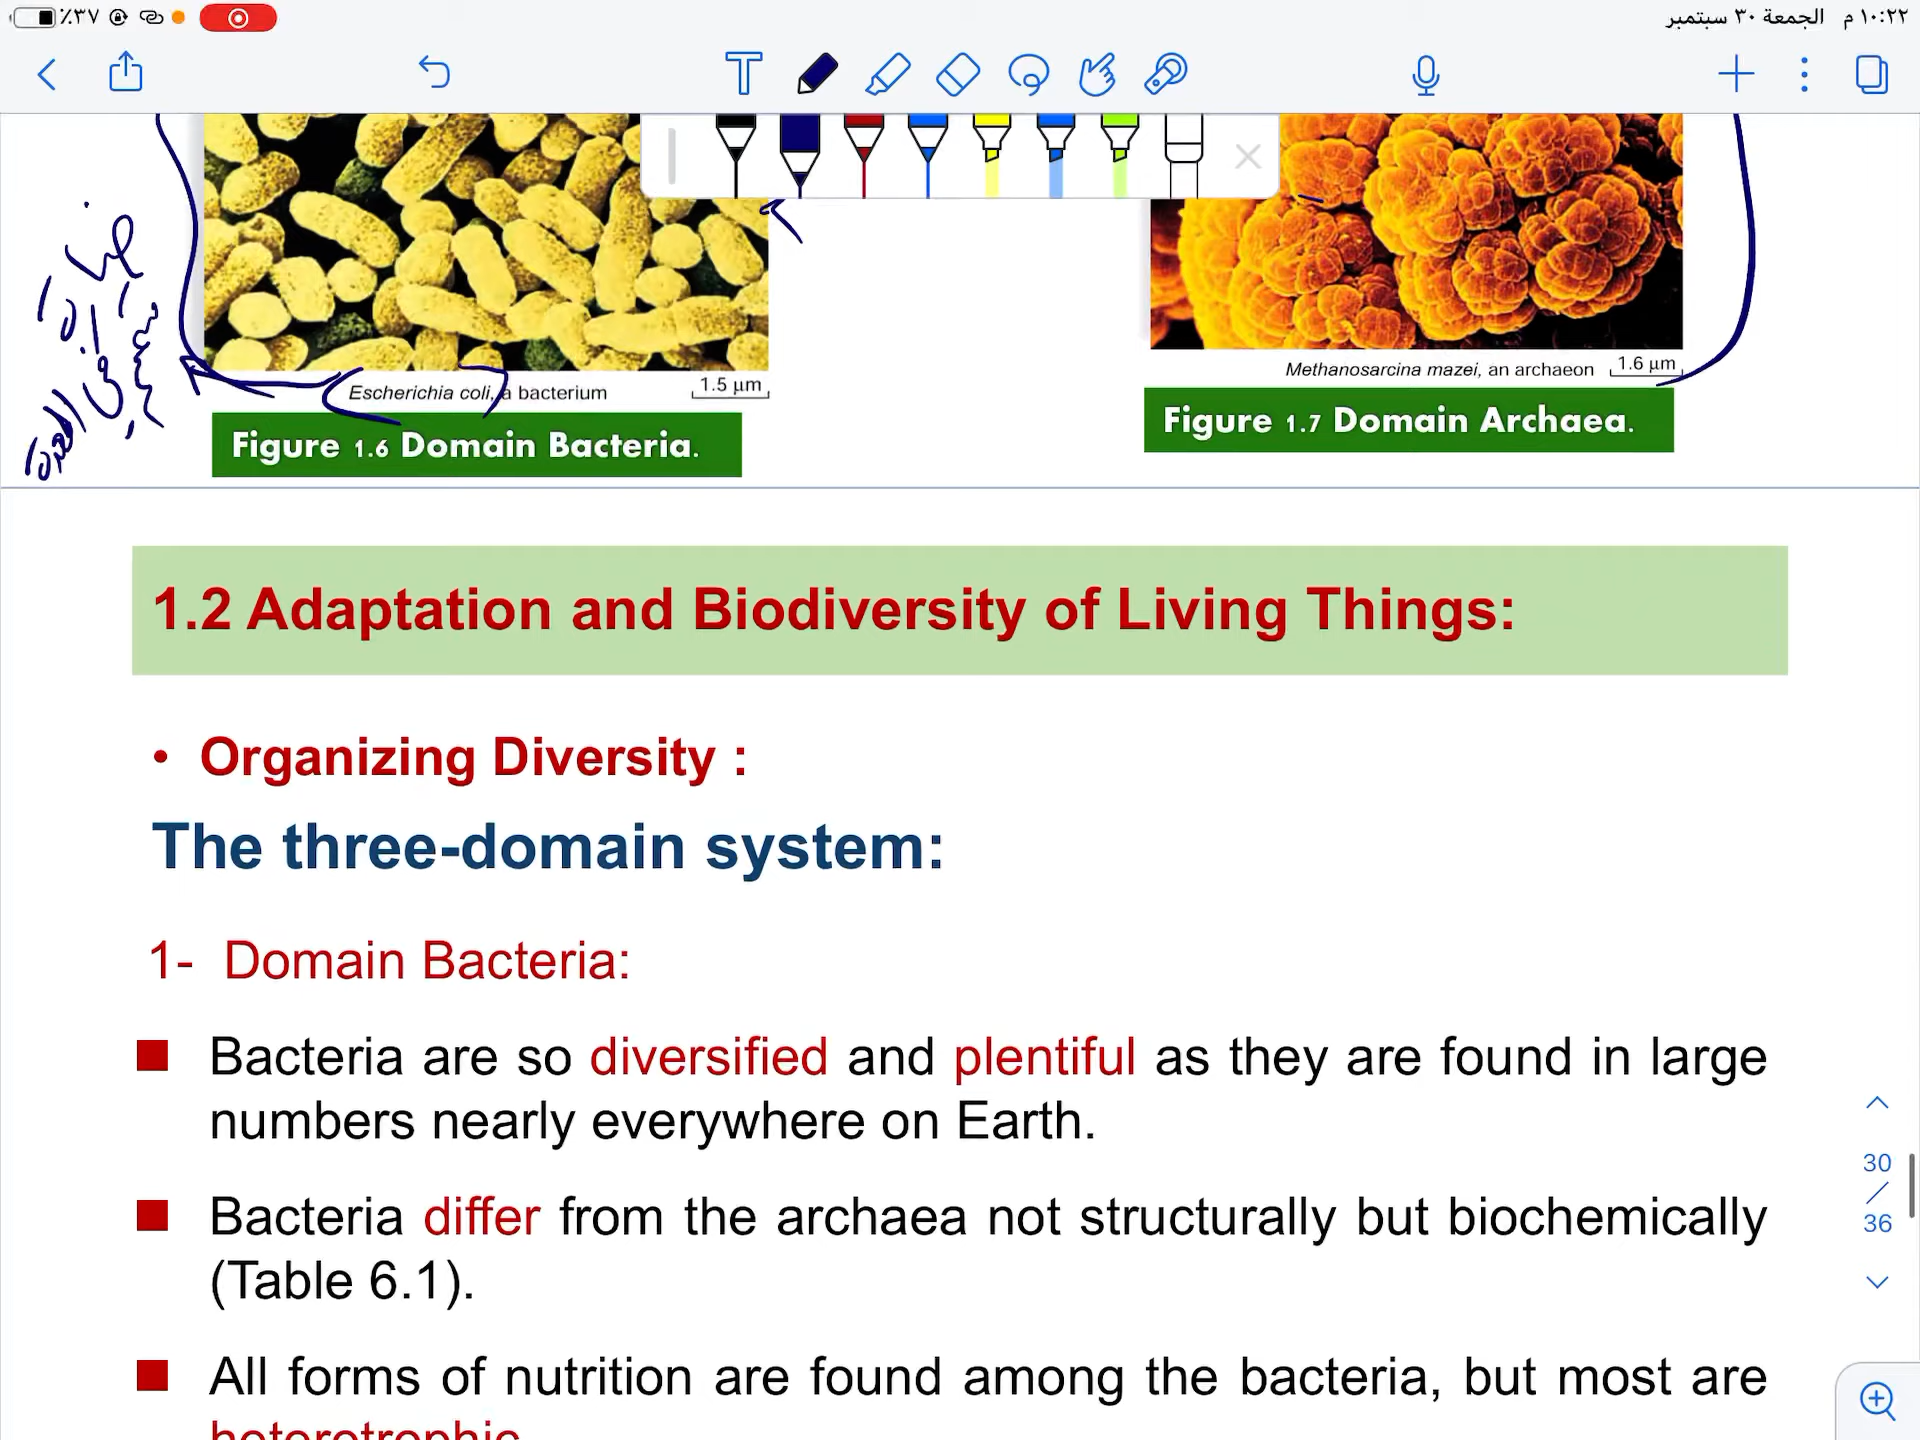 ٪٣٧
١٠:٢٢ م الجمعة ٣٠ سبتمبر
Escherichia coli, a bacterium
1.5 µm
Figure 1.6 Domain Bacteria.
Methanosarcina mazei, an archaeon
1.6 µm
Figure 1.7 Domain Archaea.
1.2 Adaptation and Biodiversity of Living Things:
• Organizing Diversity :
The three-domain system:
1- Domain Bacteria:
Bacteria are so diversified and plentiful as they are found in large
numbers nearly everywhere on Earth.
Bacteria differ from the archaea not structurally but biochemically
(Table 6.1).
All forms of nutrition are found among the bacteria, but most are
heterotrophic
30
/
36